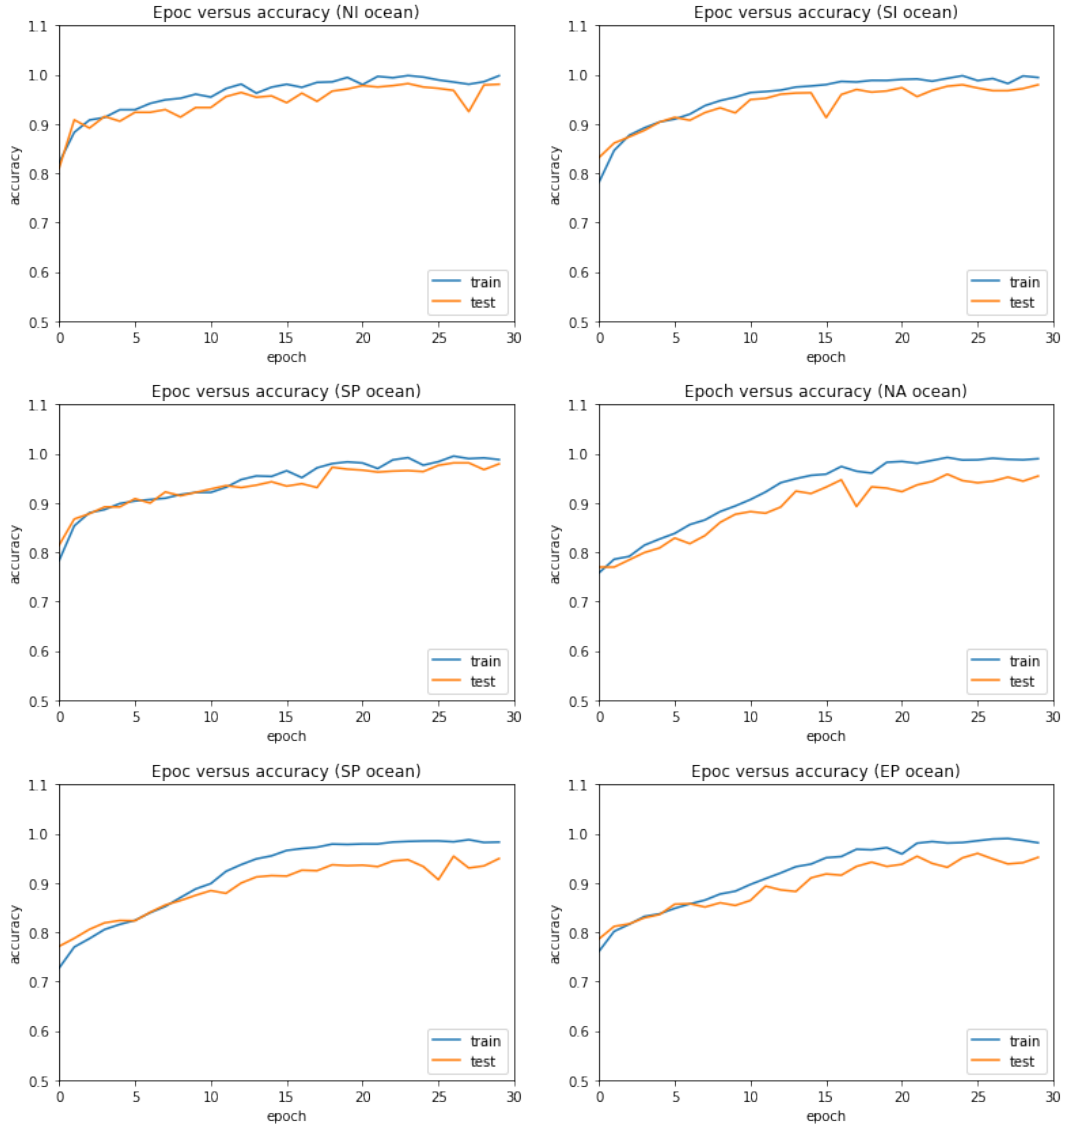 Epoc versus accuracy (NI ocean)
1.1
1.0
0.9
0.8
0.7
0.6
0.5
accuracy
0 5 10 15 20 25 30
epoch
train
test
Epoc versus accuracy (SI ocean)
1.1
1.0
0.9
0.8
0.7
0.6
0.5
accuracy
0 5 10 15 20 25 30
epoch
train
test
Epoc versus accuracy (SP ocean)
1.1
1.0
0.9
0.8
0.7
0.6
0.5
accuracy
0 5 10 15 20 25 30
epoch
train
test
Epoch versus accuracy (NA ocean)
1.1
1.0
0.9
0.8
0.7
0.6
0.5
accuracy
0 5 10 15 20 25 30
epoch
train
test
Epoc versus accuracy (SP ocean)
1.1
1.0
0.9
0.8
0.7
0.6
0.5
accuracy
0 5 10 15 20 25 30
epoch
train
test
Epoc versus accuracy (EP ocean)
1.1
1.0
0.9
0.8
0.7
0.6
0.5
accuracy
0 5 10 15 20 25 30
epoch
train
test